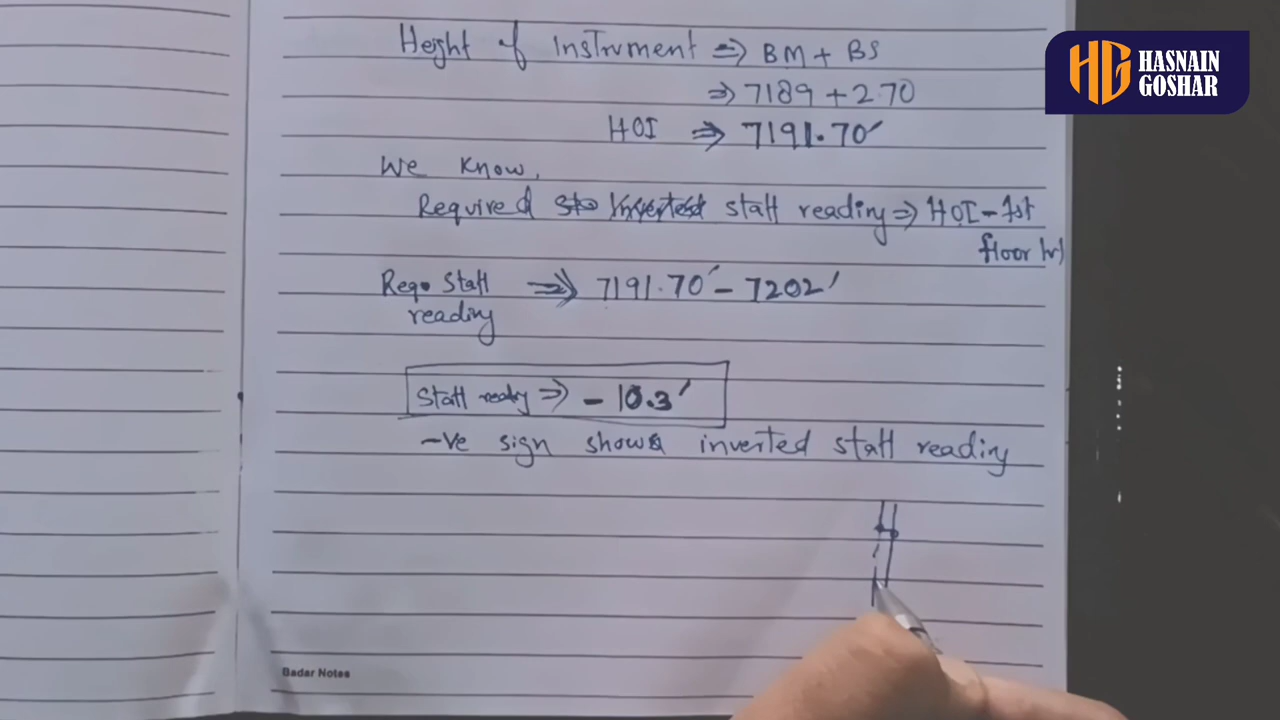 Height of Instrument ⇒ BM + BS
⇒ 7189 + 2.70
HOI ⇒ 7191.70'
We Know,
Required staff reading ⇒ HOI - 1st
floor lvl
Req. Staff ⇒ 7191.70' - 7202'
reading
Staff readiy ⇒ - 10.3'
-ve sign shows inverted staff reading
Badar Notes
HG HASNAIN
GOSHAR